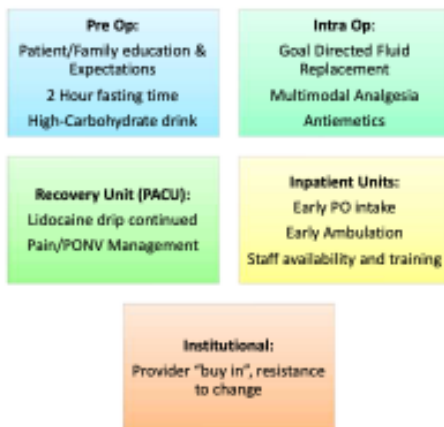 Pre Op:
Patient/Family education &
Expectations
2 Hour fasting time
High-Carbohydrate drink
Intra Op:
Goal Directed Fluid
Replacement
Multimodal Analgesia
Antiemetics
Recovery Unit (PACU):
Lidocaine drip continued
Pain/PONV Management
Inpatient Units:
Early PO intake
Early Ambulation
Staff availability and training
Institutional:
Provider "buy in", resistance
to change